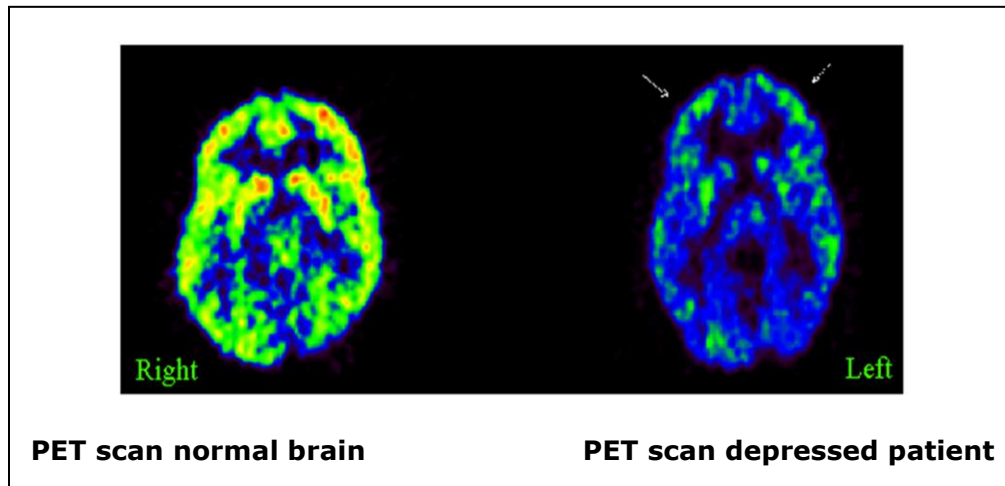 Right
Left
PET scan normal brain
PET scan depressed patient